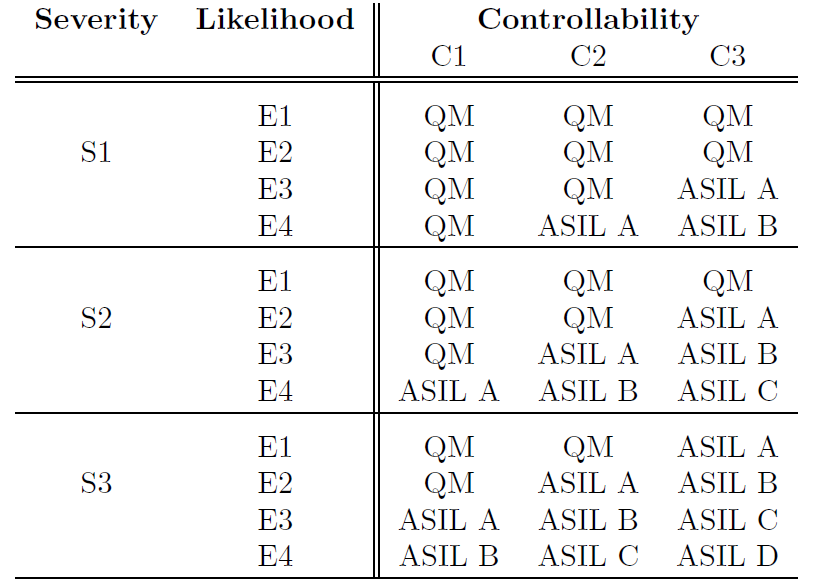 Severity Likelihood Controllability
C1 C2 C3
E1 QM QM QM
S1 E2 QM QM QM
E3 QM QM ASIL A
E4 QM ASIL A ASIL B
E1 QM QM QM
S2 E2 QM QM ASIL A
E3 QM ASIL A ASIL B
E4 ASIL A ASIL B ASIL C
E1 QM QM ASIL A
S3 E2 QM ASIL A ASIL B
E3 ASIL A ASIL B ASIL C
E4 ASIL B ASIL C ASIL D